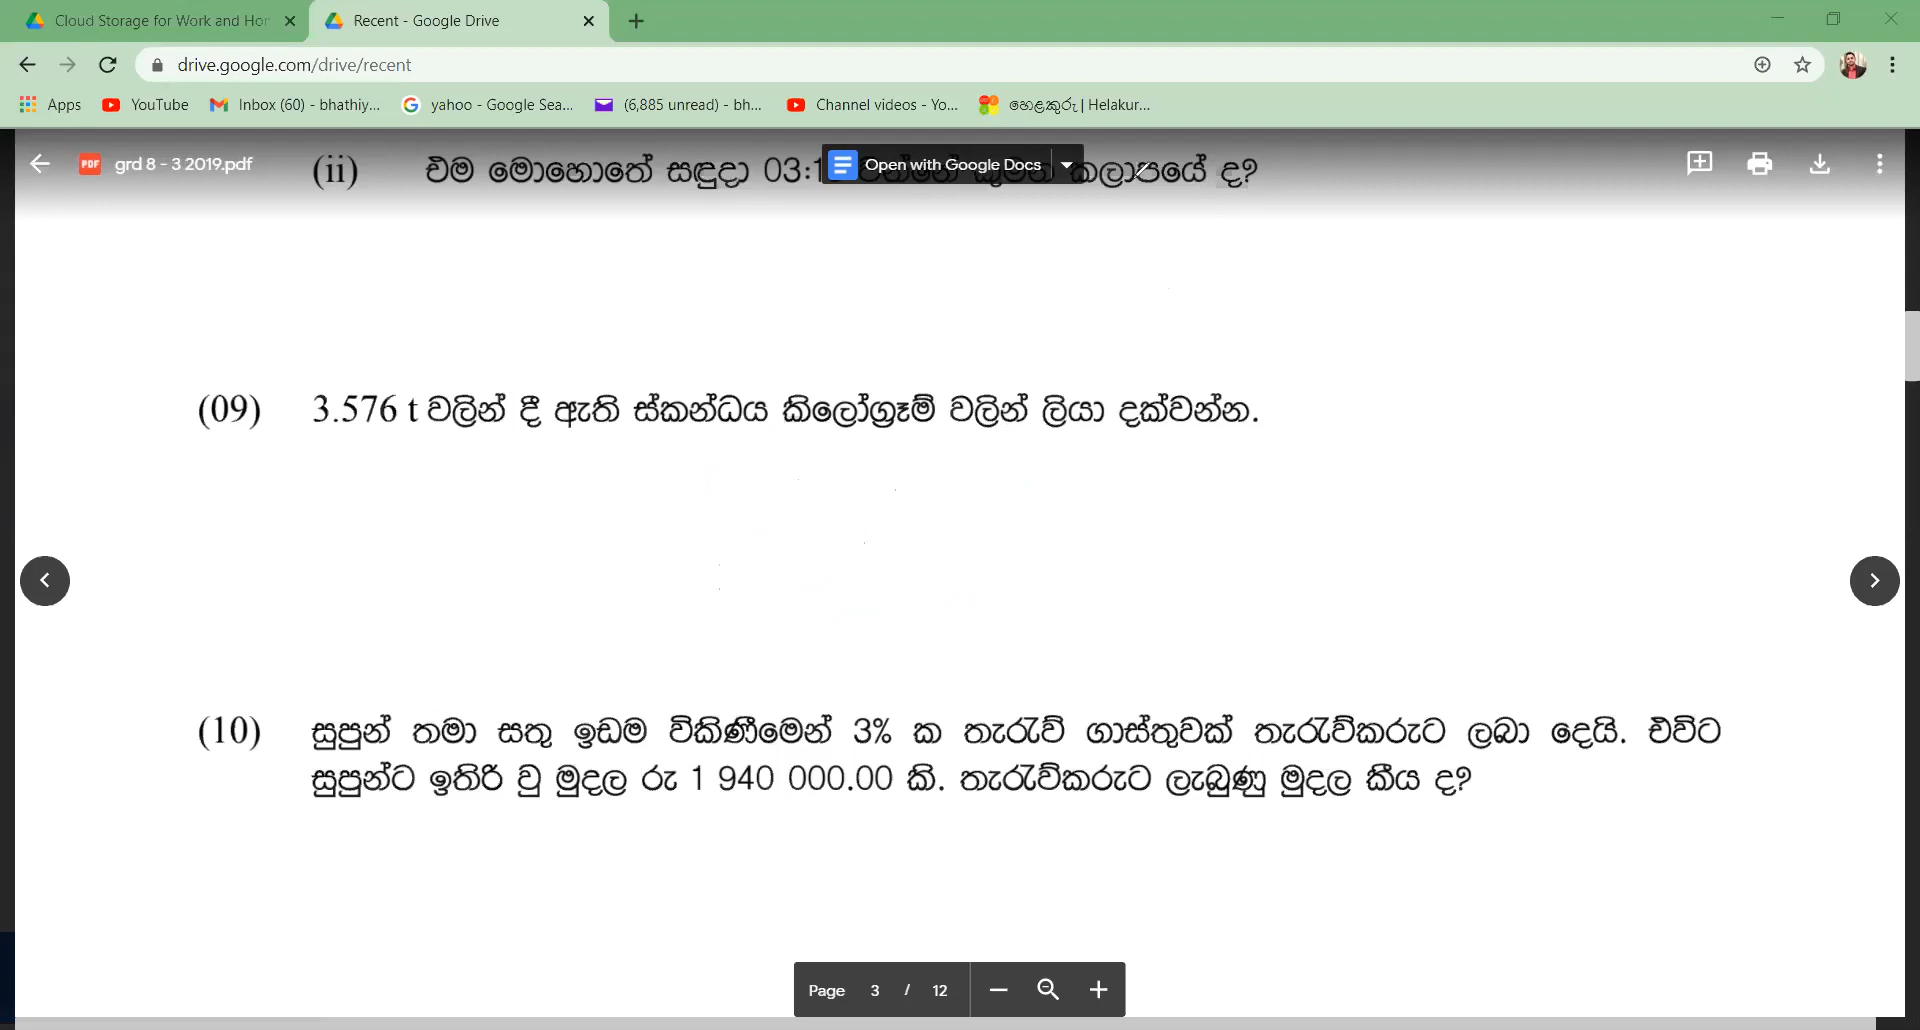 Cloud Storage for Work and Hor
Recent - Google Drive
drive.google.com/drive/recent
Apps YouTube Inbox (60) - bhathiy... yahoo - Google Sea... (6,885 unread) - bh... Channel videos - Yo... හෙළකුරු | Helakur...
PDF grd 8 - 3 2019.pdf
(ii) එම මොහොතේ සඳුදා 03:1 කලාපයේ ද?
Open with Google Docs
(09) 3.576 t වලින් දී ඇති ස්කන්ධය කිලෝග්‍රෑම් වලින් ලියා දක්වන්න.
(10) සුපුන් තමා සතු ඉඩම විකිණීමෙන් 3% ක තැරැව් ගාස්තුවක් තැරැව්කරුට ලබා දෙයි. එවිට
සුපුන්ට ඉතිරි වු මුදල රු 1 940 000.00 කි. තැරැව්කරුට ලැබුණු මුදල කීය ද?
Page 3 / 12